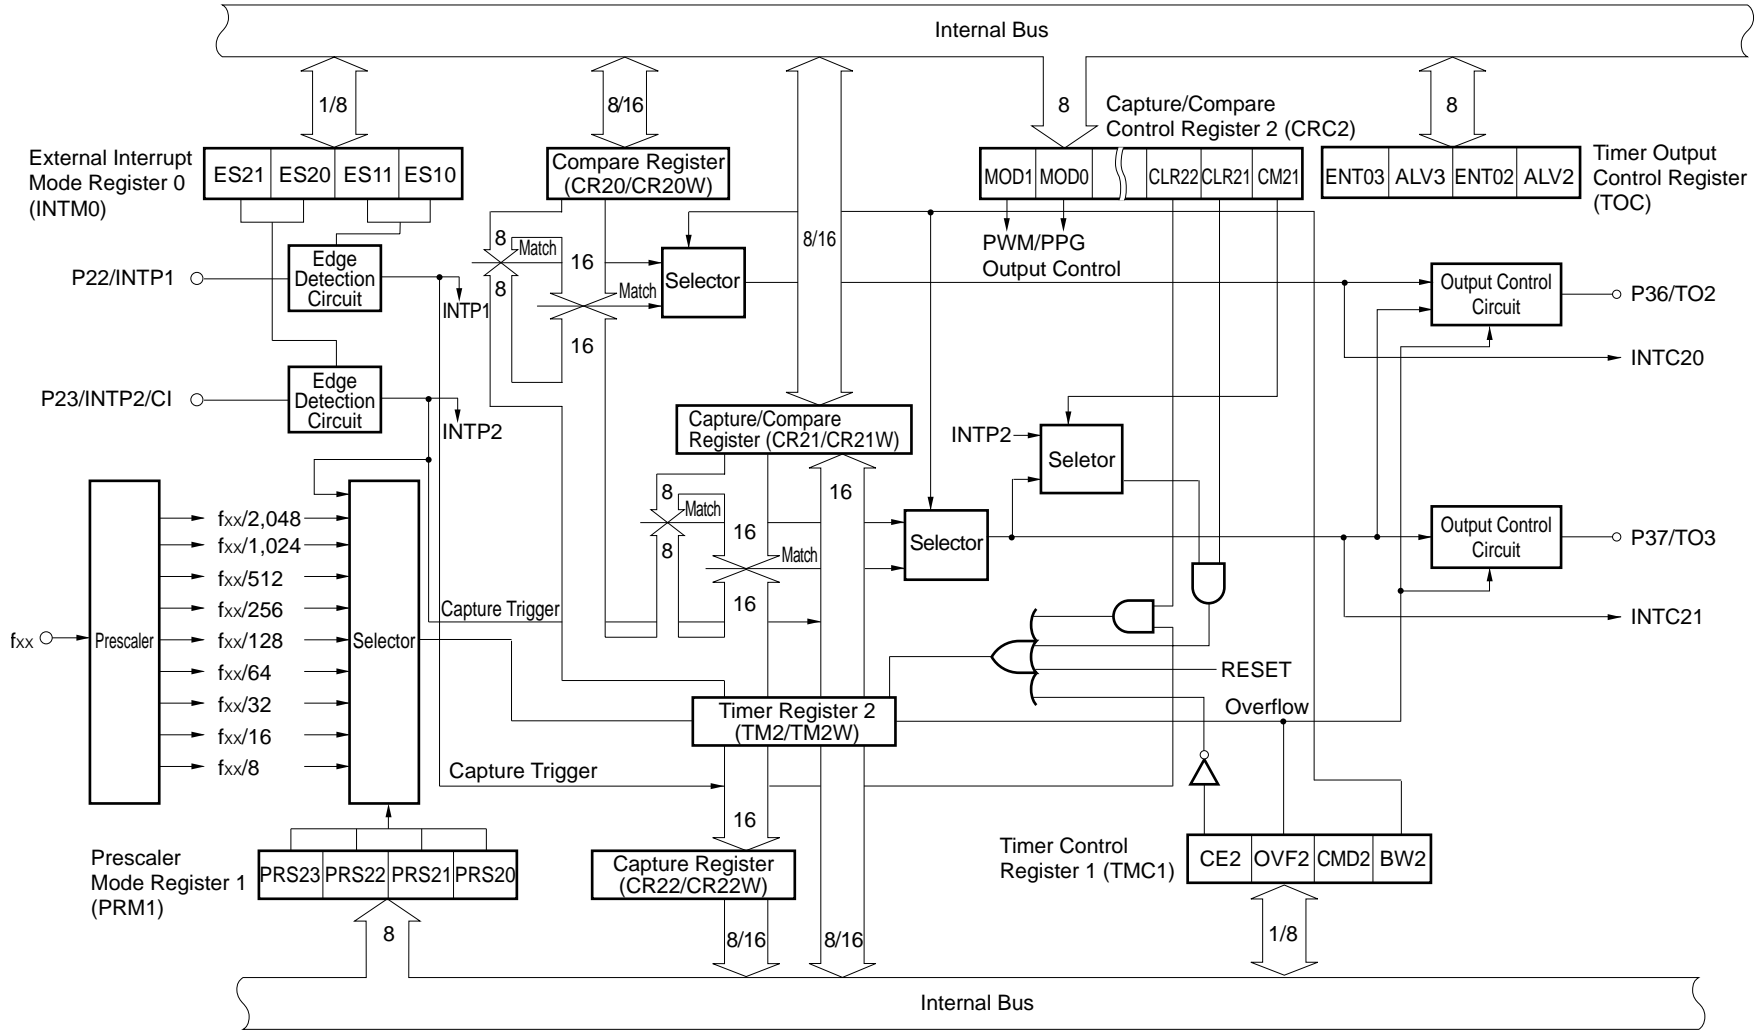 Internal Bus
1/8
8/16
8/16
8
8
Capture/Compare
Control Register 2 (CRC2)
External Interrupt
Mode Register 0
(INTM0)
ES21 ES20 ES11 ES10
Compare Register
(CR20/CR20W)
MOD1 MOD0 CLR22 CLR21 CM21
ENT03 ALV3 ENT02 ALV2
Timer Output
Control Register
(TOC)
PWM/PPG
Output Control
8
Match
8
16
Match
16
Selector
P22/INTP1
Edge
Detection
Circuit
INTP1
Output Control
Circuit
P36/TO2
INTC20
P23/INTP2/CI
Edge
Detection
Circuit
INTP2
Capture/Compare
Register (CR21/CR21W)
INTP2
Seletor
8
Match
8
16
Match
16
16
Selector
Output Control
Circuit
P37/TO3
INTC21
fXX
Prescaler
fXX/2,048
fXX/1,024
fXX/512
fXX/256
fXX/128
fXX/64
fXX/32
fXX/16
fXX/8
Selector
Capture Trigger
RESET
Timer Register 2
(TM2/TM2W)
Overflow
Capture Trigger
16
Prescaler
Mode Register 1
(PRM1)
PRS23 PRS22 PRS21 PRS20
Capture Register
(CR22/CR22W)
Timer Control
Register 1 (TMC1)
CE2 OVF2 CMD2 BW2
8
8/16
8/16
1/8
Internal Bus